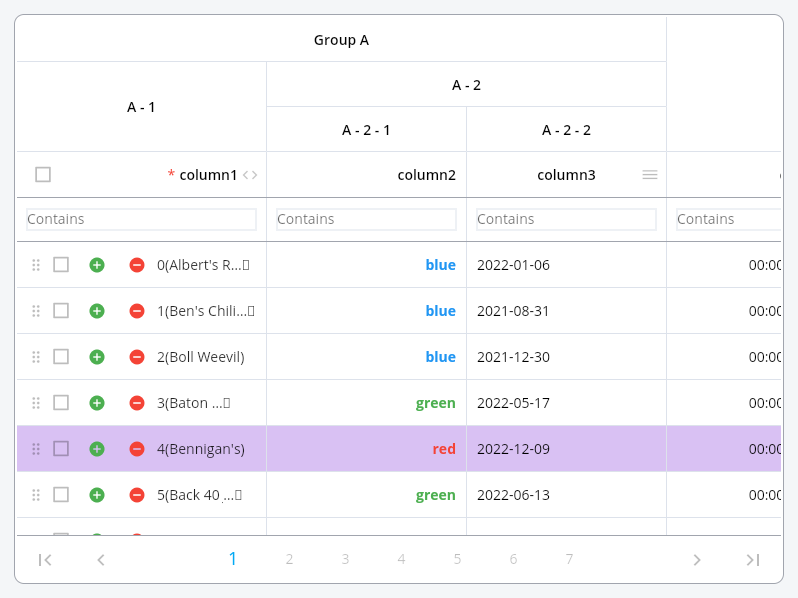 Group A
A - 1
A - 2
A - 2 - 1
A - 2 - 2
* column1
column2
column3
Contains Contains Contains Contains
0(Albert's R... blue 2022-01-06 00:00
1(Ben's Chili... blue 2021-08-31 00:00
2(Boll Weevil) blue 2021-12-30 00:00
3(Baton ... green 2022-05-17 00:00
4(Bennigan's) red 2022-12-09 00:00
5(Back 40 ... green 2022-06-13 00:00
1 2 3 4 5 6 7